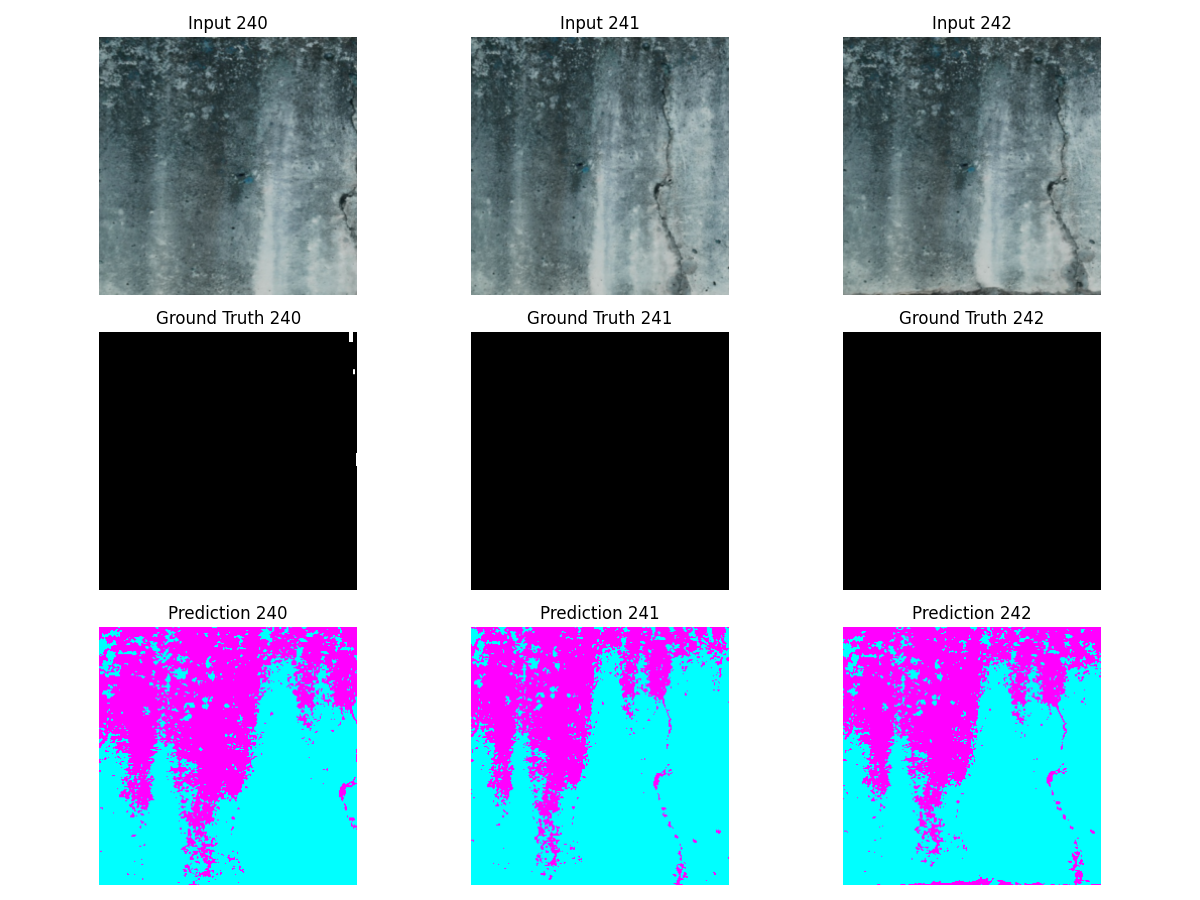 Input 240
Input 241
Input 242
Ground Truth 240
Ground Truth 241
Ground Truth 242
Prediction 240
Prediction 241
Prediction 242